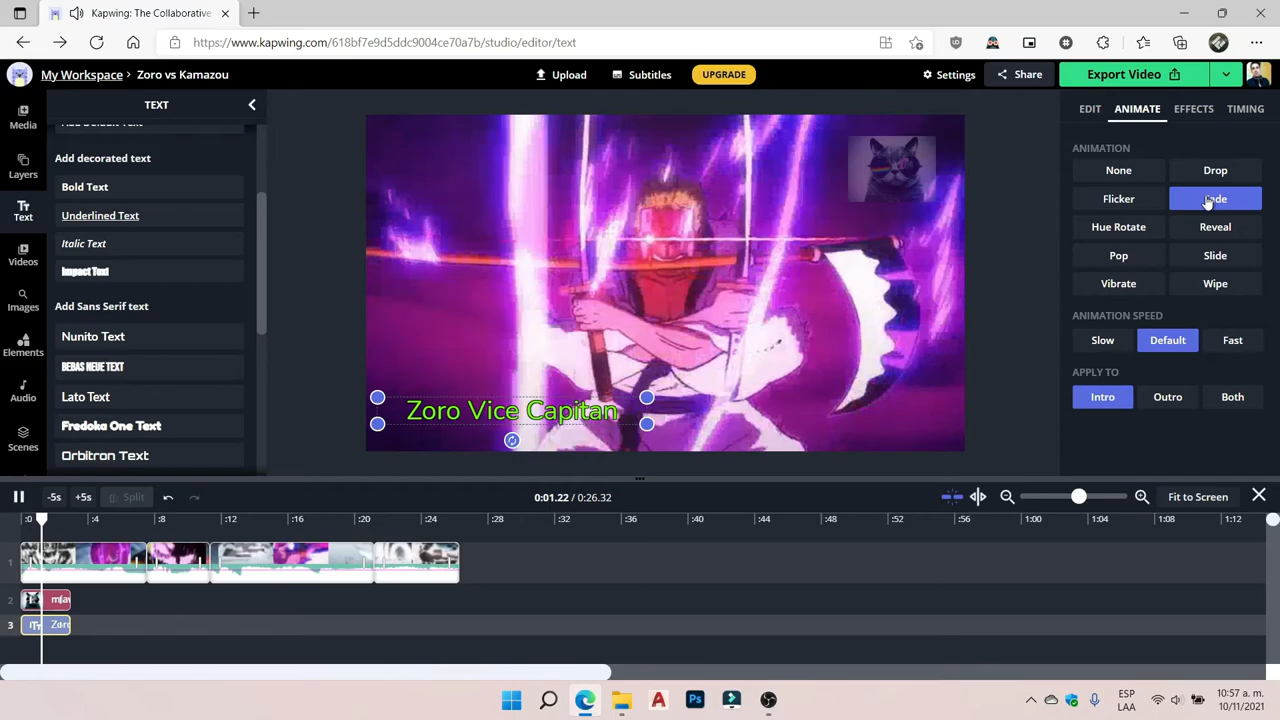 Kapwing: The Collaborative
https://www.kapwing.com/618bf7e9d5ddc9004ce70a7b/studio/editor/text
My Workspace > Zoro vs Kamazou
Upload
Subtitles
UPGRADE
Settings
Share
Export Video
Media
Layers
Text
Videos
Images
Elements
Audio
Scenes
TEXT
Add decorated text
Bold Text
Underlined Text
Italic Text
Impact Text
Add Sans Serif text
Nunito Text
BEBAS NEUE TEXT
Lato Text
Fredoka One Text
Orbitron Text
Zoro Vice Capitan
EDIT ANIMATE EFFECTS TIMING
ANIMATION
None Drop
Flicker
Hue Rotate Reveal
Pop Slide
Vibrate Wipe
ANIMATION SPEED
Slow Default Fast
APPLY TO
Intro Outro Both
-5s +5s Split
0:01.22 / 0:26.32
Fit to Screen
:0 :4 :8 :12 :16 :20 :24 :28 :32 :36 :40 :44 :48 :52 :56 1:00 1:04 1:08 1:12
1
2
3
ESP
LAA
10:57 a. m.
10/11/2021